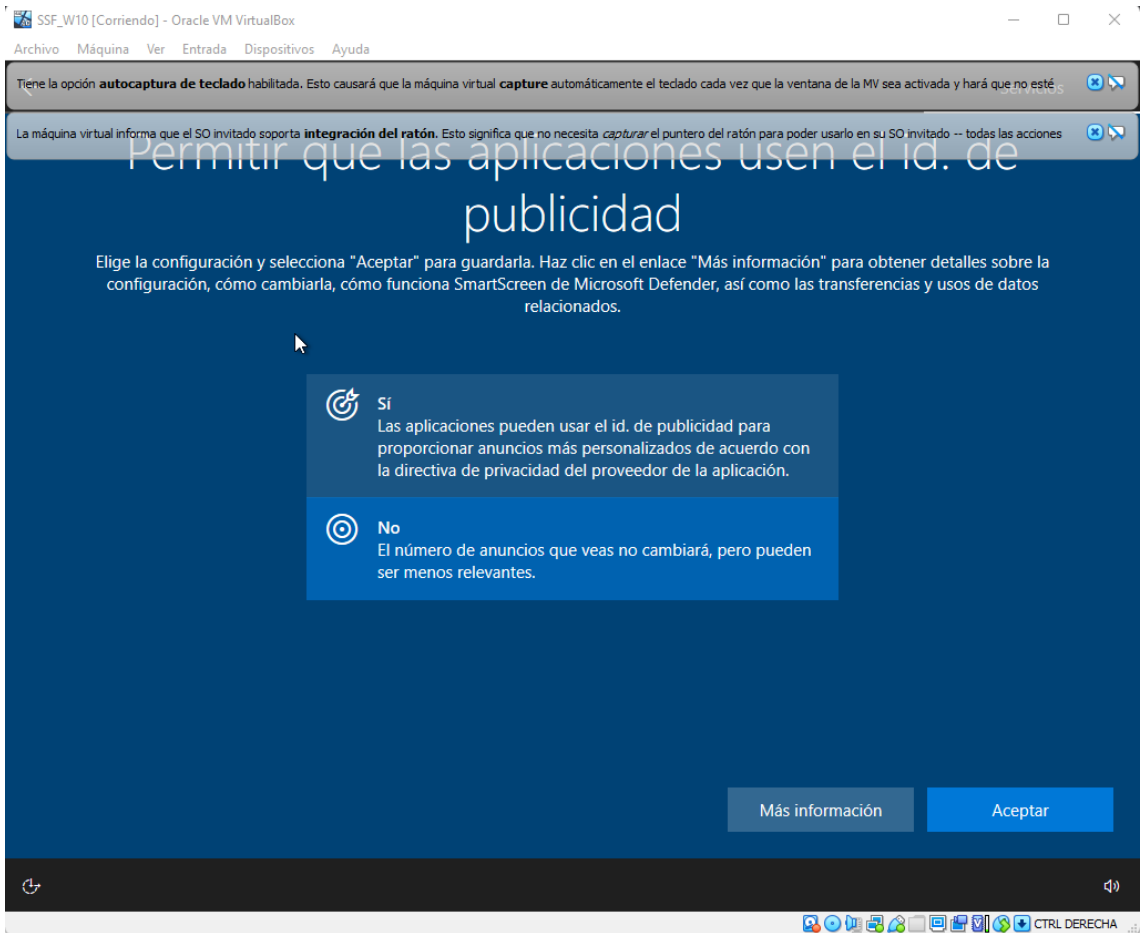 SSF_W10 [Corriendo] - Oracle VM VirtualBox
Archivo Máquina Ver Entrada Dispositivos Ayuda
Tiene la opción autocaptura de teclado habilitada. Esto causará que la máquina virtual capture automáticamente el teclado cada vez que la ventana de la MV sea activada y hará que no esté
Servicios
La máquina virtual informa que el SO invitado soporta integración del ratón. Esto significa que no necesita capturar el puntero del ratón para poder usarlo en su SO invitado -- todas las acciones
Permitir que las aplicaciones usen el id. de
publicidad
Elige la configuración y selecciona "Aceptar" para guardarla. Haz clic en el enlace "Más información" para obtener detalles sobre la
configuración, cómo cambiarla, cómo funciona SmartScreen de Microsoft Defender, así como las transferencias y usos de datos
relacionados.
Sí
Las aplicaciones pueden usar el id. de publicidad para
proporcionar anuncios más personalizados de acuerdo con
la directiva de privacidad del proveedor de la aplicación.
No
El número de anuncios que veas no cambiará, pero pueden
ser menos relevantes.
Más información
Aceptar
CTRL DERECHA